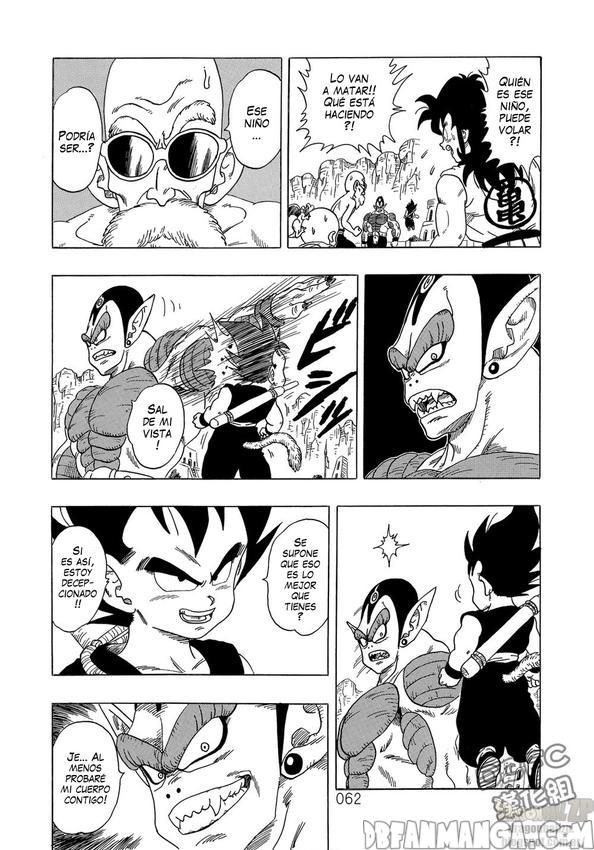 QUIÉN
ES ESE
NIÑO,
PUEDE
VOLAR
?!
LO VAN
A MATAR!!
QUÉ ESTÁ
HACIENDO
?!
亀
ESE
NIÑO
...
PODRÍA
SER...?
ビビ
SAL
DE MI
VISTA!
SE
SUPONE
QUE ESO
ES LO
MEJOR
QUE
TIENES?
SI
ES ASÍ,
ESTOY
DECEP-
CIONADO
!!
JE... AL
MENOS
PROBARÉ
MI CUERPO
CONTIGO!
062
DBFANMANGA.COM